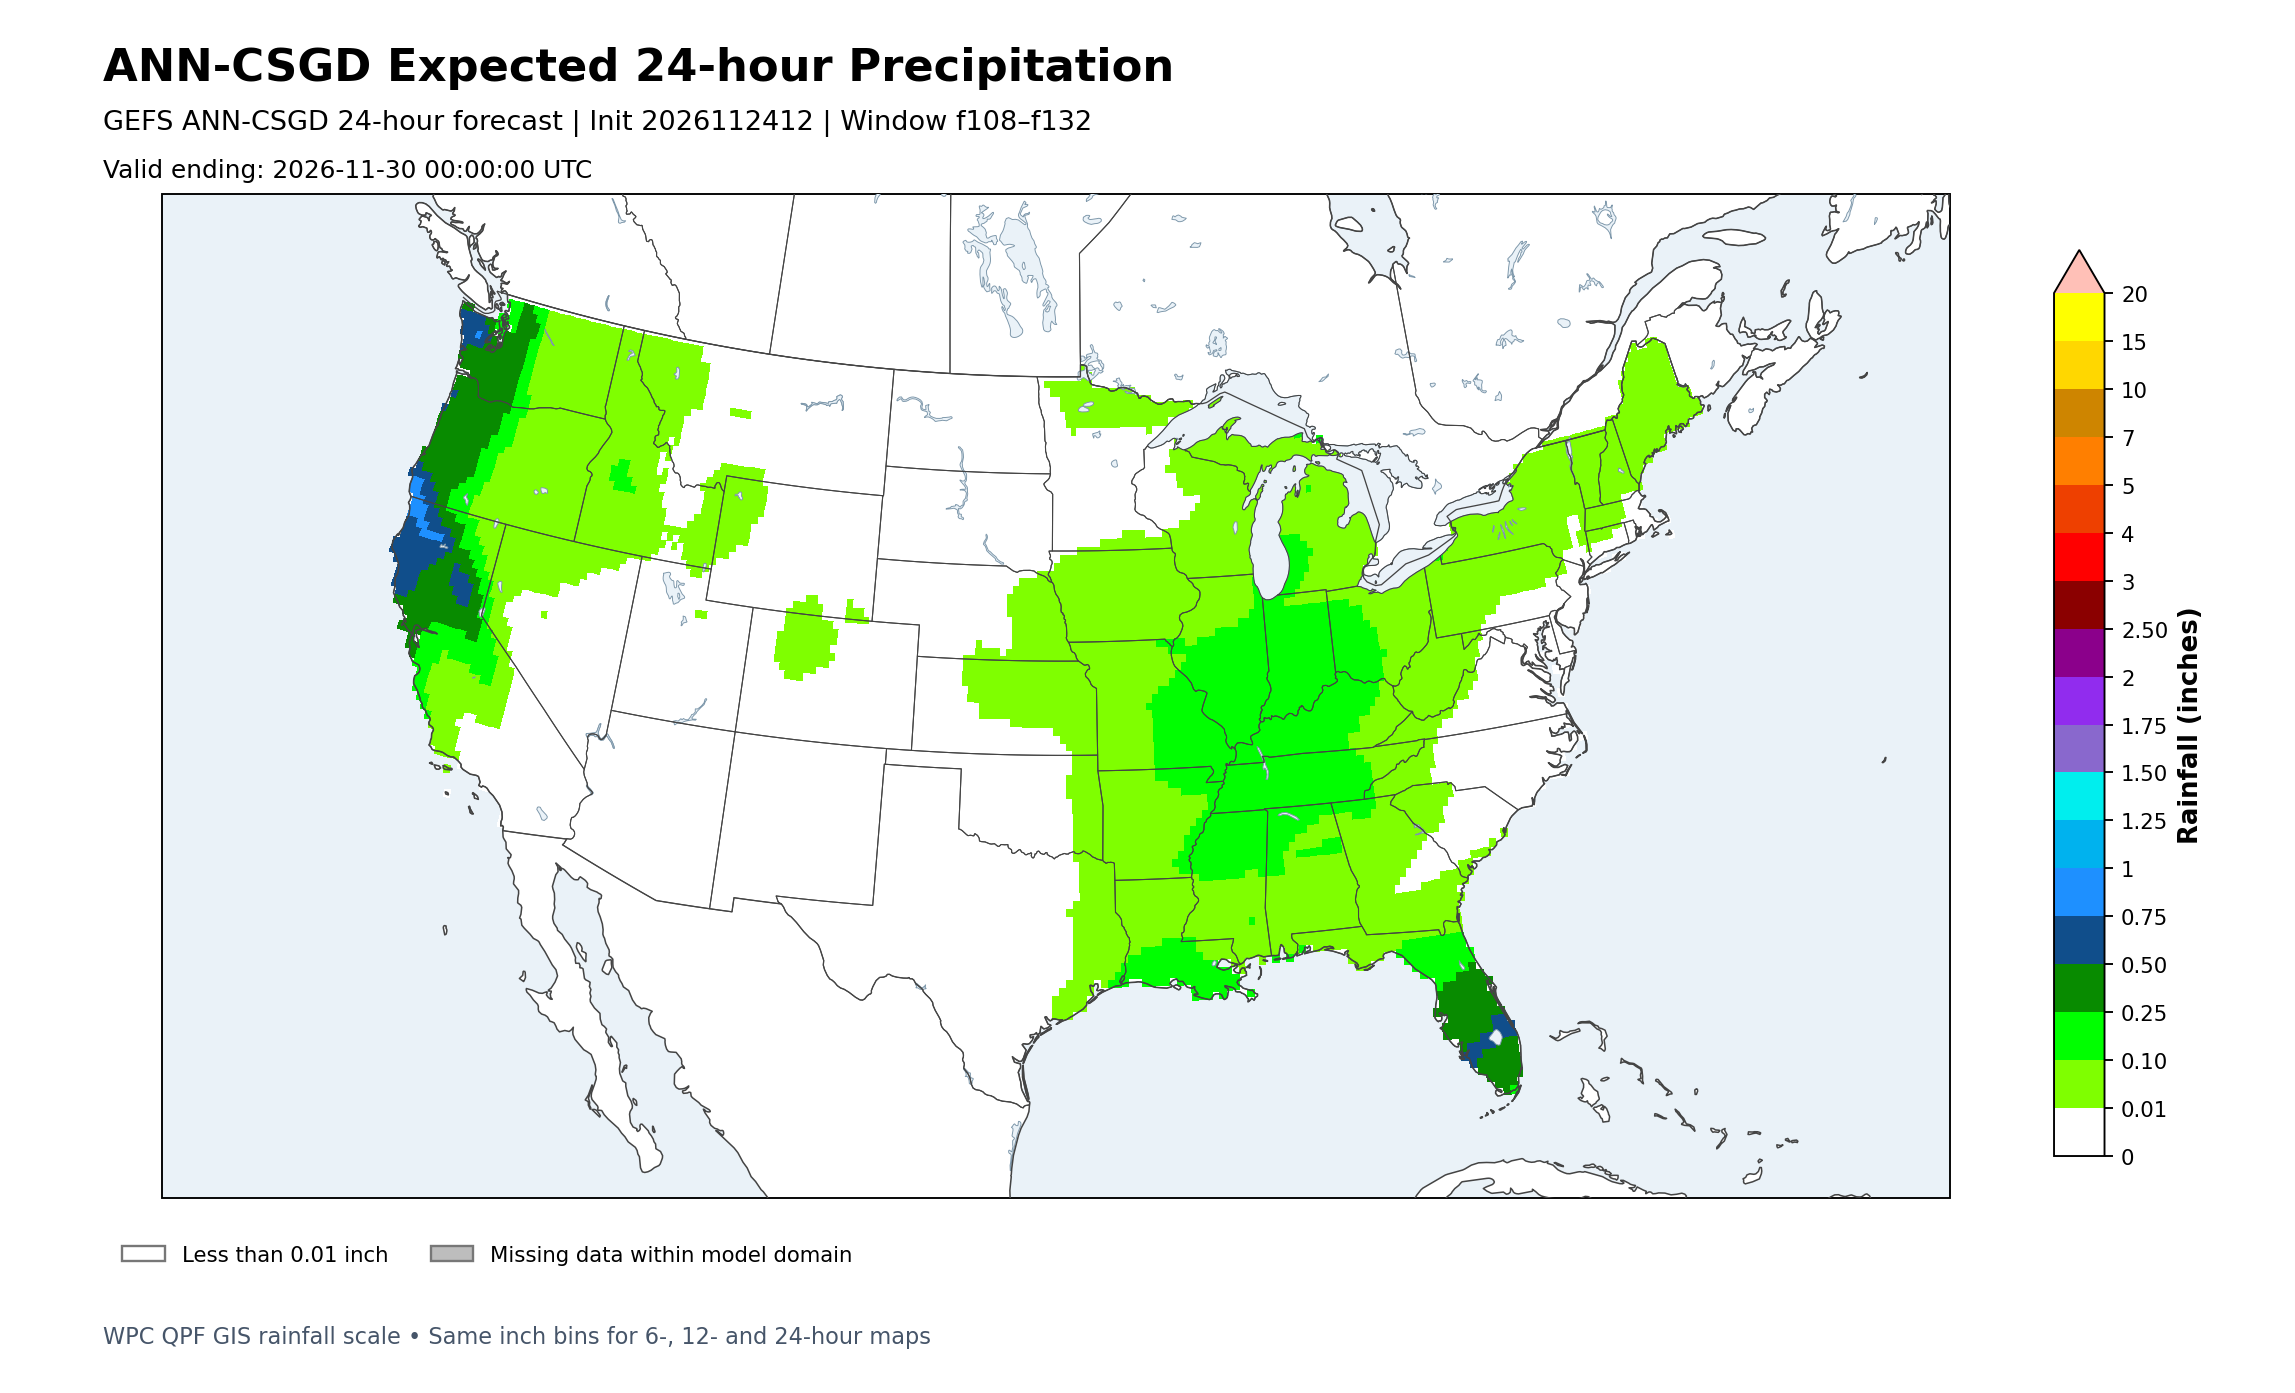 ANN-CSGD Expected 24-hour Precipitation
GEFS ANN-CSGD 24-hour forecast | Init 2026112412 | Window f108–f132
Valid ending: 2026-11-30 00:00:00 UTC
20
15
10
7
5
4
3
2.50
2
1.75
1.50
1.25
1
0.75
0.50
0.25
0.10
0.01
0
Rainfall (inches)
Less than 0.01 inch
Missing data within model domain
WPC QPF GIS rainfall scale • Same inch bins for 6-, 12- and 24-hour maps